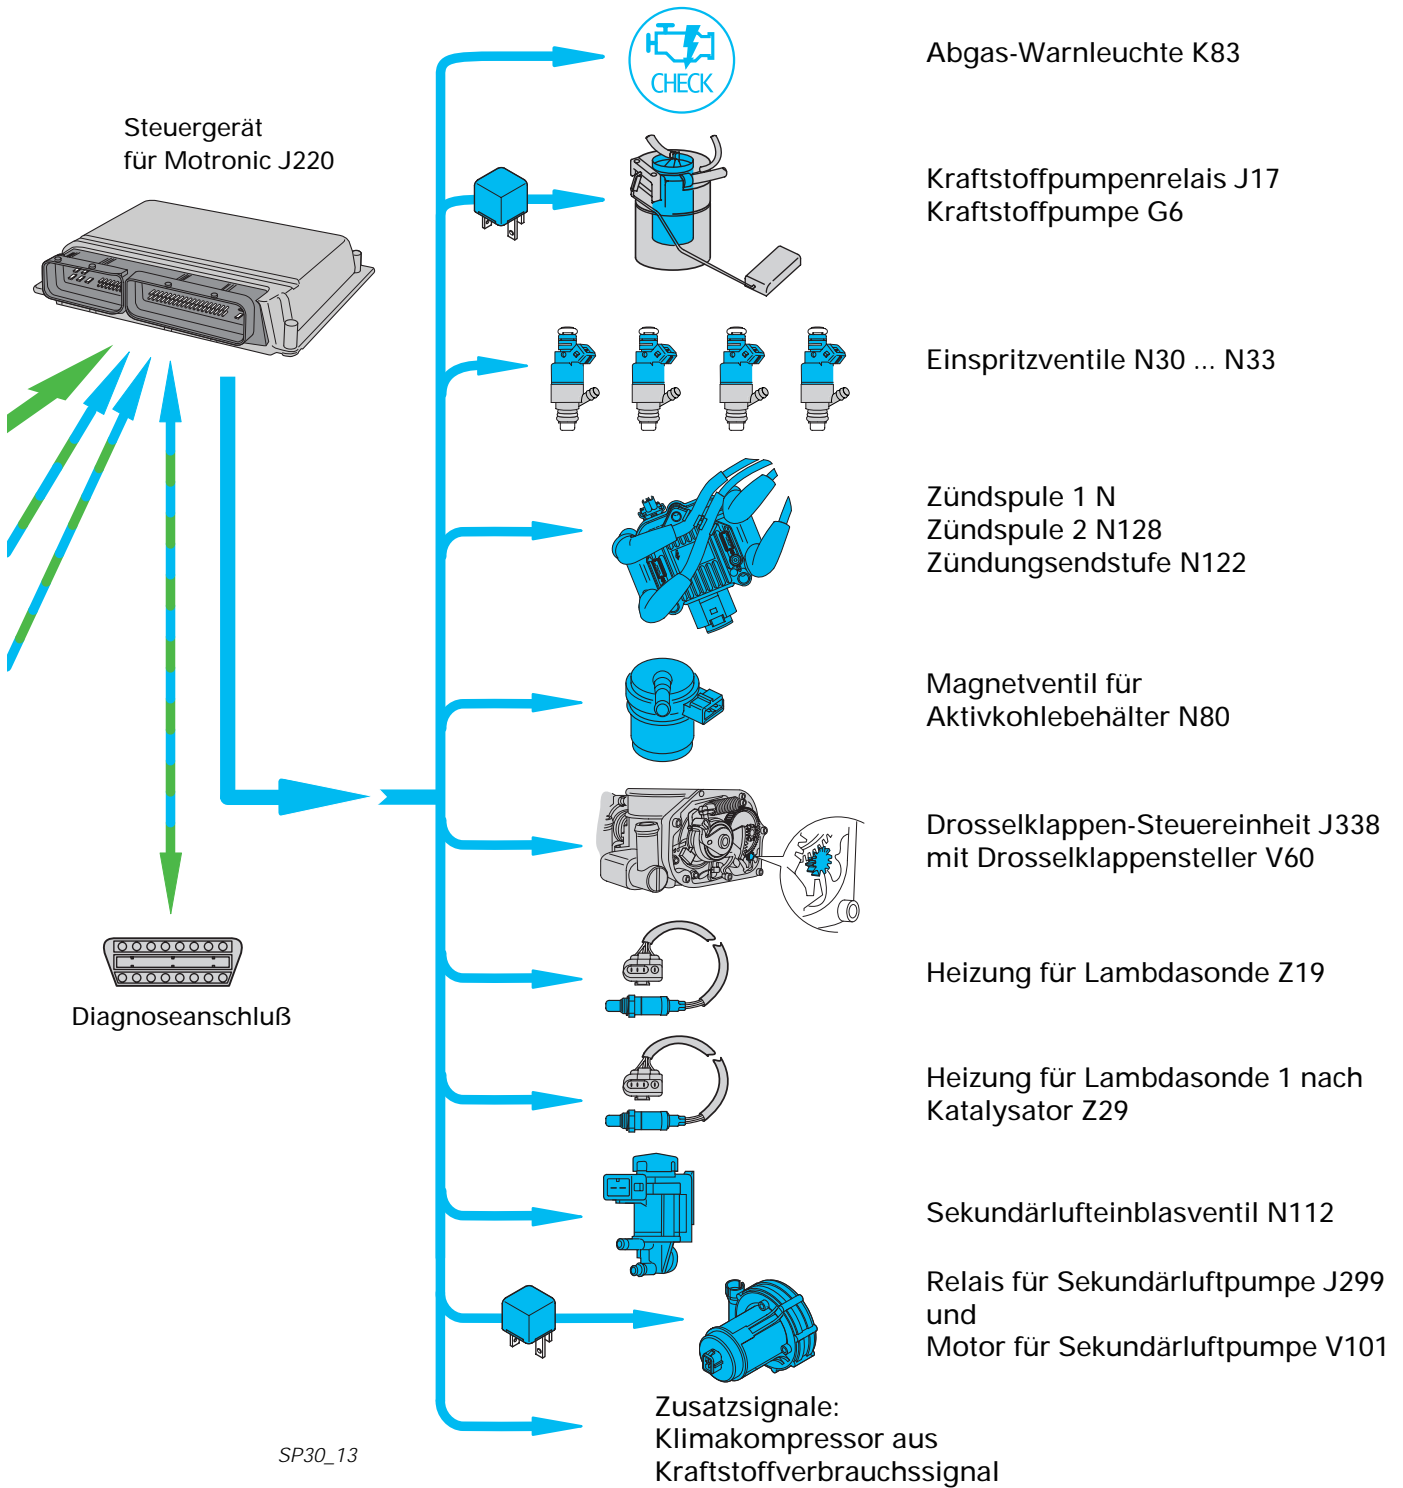 CHECK
Abgas-Warnleuchte K83
Steuergerät
für Motronic J220
Kraftstoffpumpenrelais J17
Kraftstoffpumpe G6
Einspritzventile N30 ... N33
Zündspule 1 N
Zündspule 2 N128
Zündungsendstufe N122
Magnetventil für
Aktivkohlebehälter N80
Drosselklappen-Steuereinheit J338
mit Drosselklappensteller V60
Heizung für Lambdasonde Z19
Diagnoseanschluß
Heizung für Lambdasonde 1 nach
Katalysator Z29
Sekundärlufteinblasventil N112
Relais für Sekundärluftpumpe J299
und
Motor für Sekundärluftpumpe V101
Zusatzsignale:
Klimakompressor aus
Kraftstoffverbrauchssignal
SP30_13